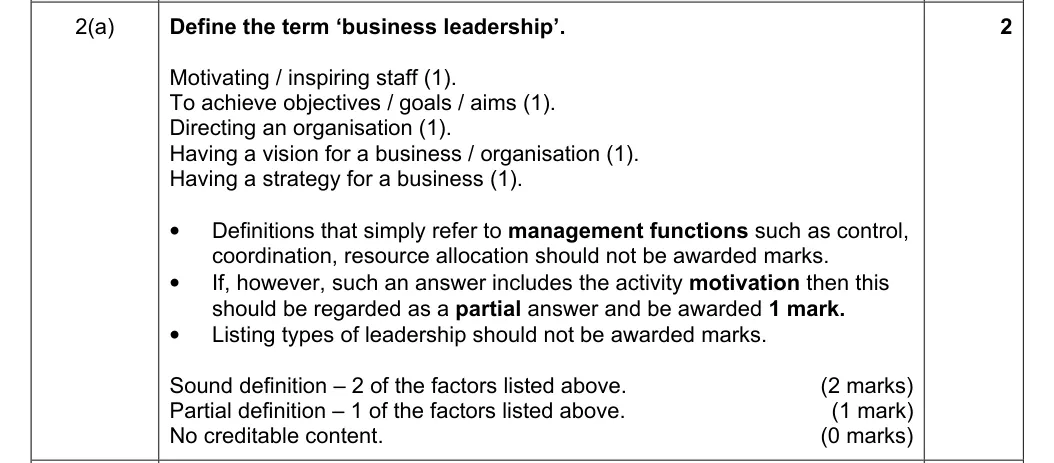 2(a)
Define the term ‘business leadership’.
2
Motivating / inspiring staff (1).
To achieve objectives / goals / aims (1).
Directing an organisation (1).
Having a vision for a business / organisation (1).
Having a strategy for a business (1).
• Definitions that simply refer to management functions such as control,
coordination, resource allocation should not be awarded marks.
• If, however, such an answer includes the activity motivation then this
should be regarded as a partial answer and be awarded 1 mark.
• Listing types of leadership should not be awarded marks.
Sound definition – 2 of the factors listed above. (2 marks)
Partial definition – 1 of the factors listed above. (1 mark)
No creditable content. (0 marks)